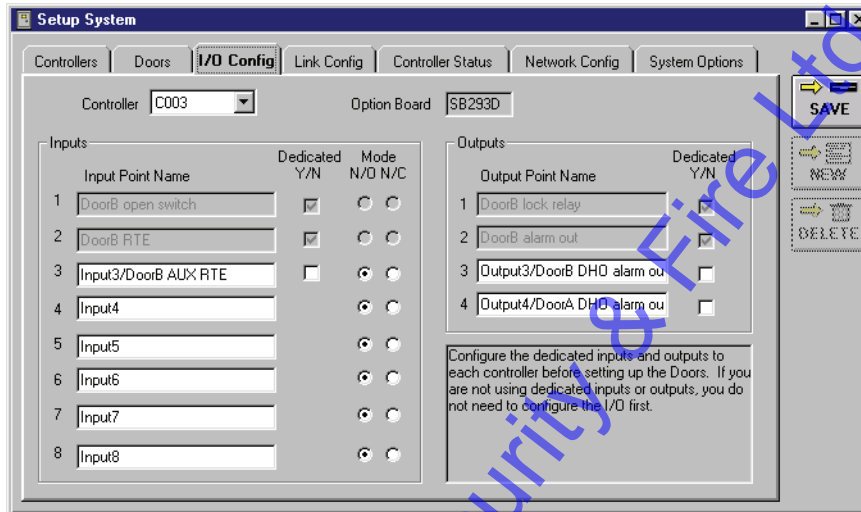 Setup System
Controllers Doors I/O Config Link Config Controller Status Network Config System Options
Controller C003 Option Board SB293D
SAVE
NEW
DELETE
Inputs
Dedicated Mode
Input Point Name Y/N N/O N/C
1 DoorB open switch
2 DoorB RTE
3 Input3/DoorB AUX RTE
4 Input4
5 Input5
6 Input6
7 Input7
8 Input8
Outputs
Dedicated
Output Point Name Y/N
1 DoorB lock relay
2 DoorB alarm out
3 Output3/DoorB DHO alarm ou
4 Output4/DoorA DHO alarm ou
Configure the dedicated inputs and outputs to
each controller before setting up the Doors. If you
are not using dedicated inputs or outputs, you do
not need to configure the I/O first.
urity & Fire Ltd